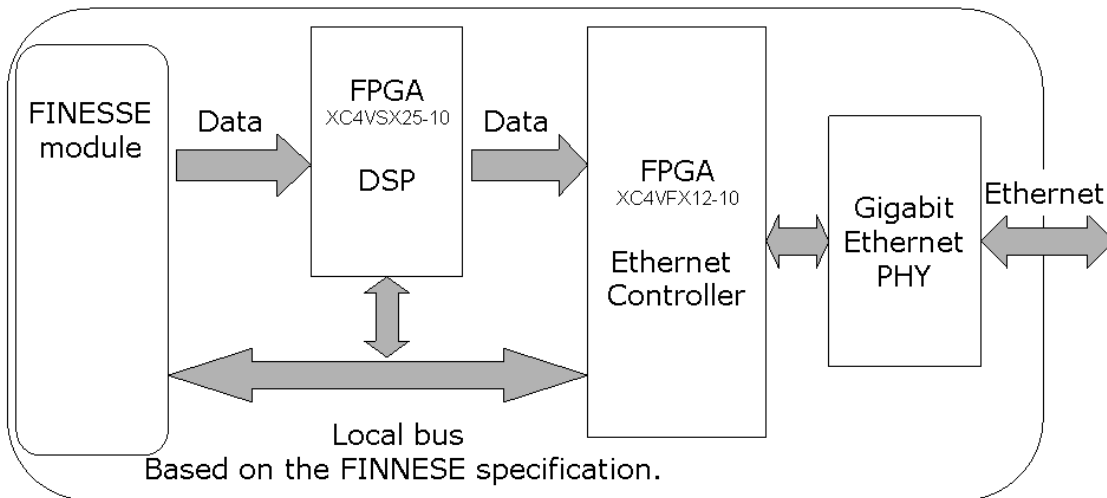 FINESSE
module
Data
FPGA
XC4VSX25-10
DSP
Data
FPGA
XC4VFX12-10
Ethernet
Controller
Gigabit
Ethernet
PHY
Ethernet
Local bus
Based on the FINNESE specification.